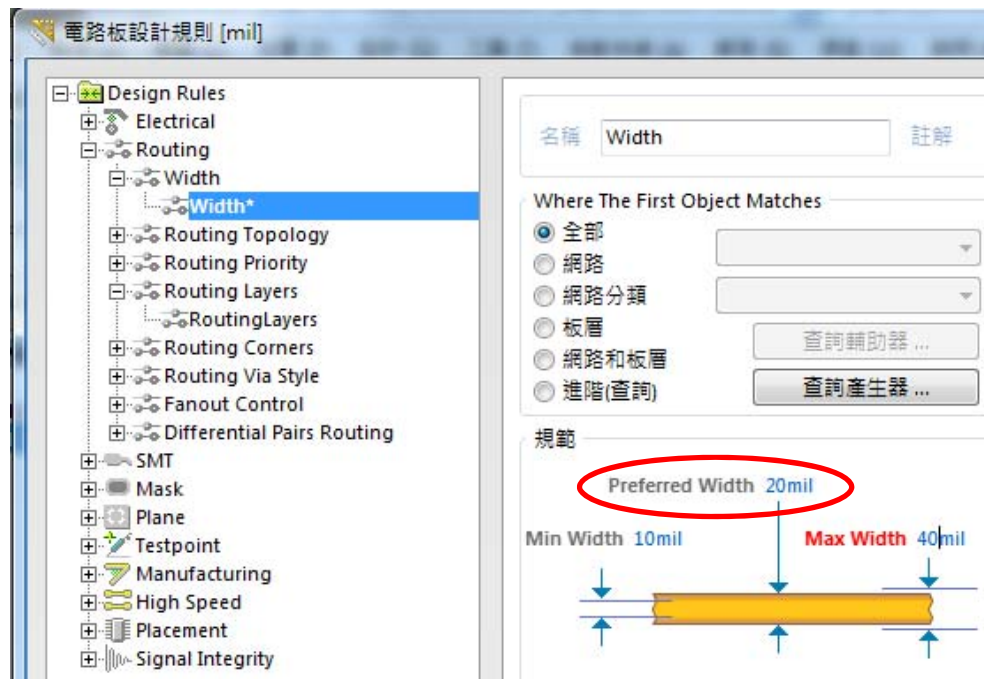 電路板設計規則 [mil]
Design Rules
Electrical
Routing
Width
Width*
Routing Topology
Routing Priority
Routing Layers
RoutingLayers
Routing Corners
Routing Via Style
Fanout Control
Differential Pairs Routing
SMT
Mask
Plane
Testpoint
Manufacturing
High Speed
Placement
Signal Integrity
名稱 Width 註解
Where The First Object Matches
全部
網路
網路分類
板層
網路和板層
進階(查詢)
查詢輔助器 ...
查詢產生器 ...
規範
Preferred Width 20mil
Min Width 10mil Max Width 40mil